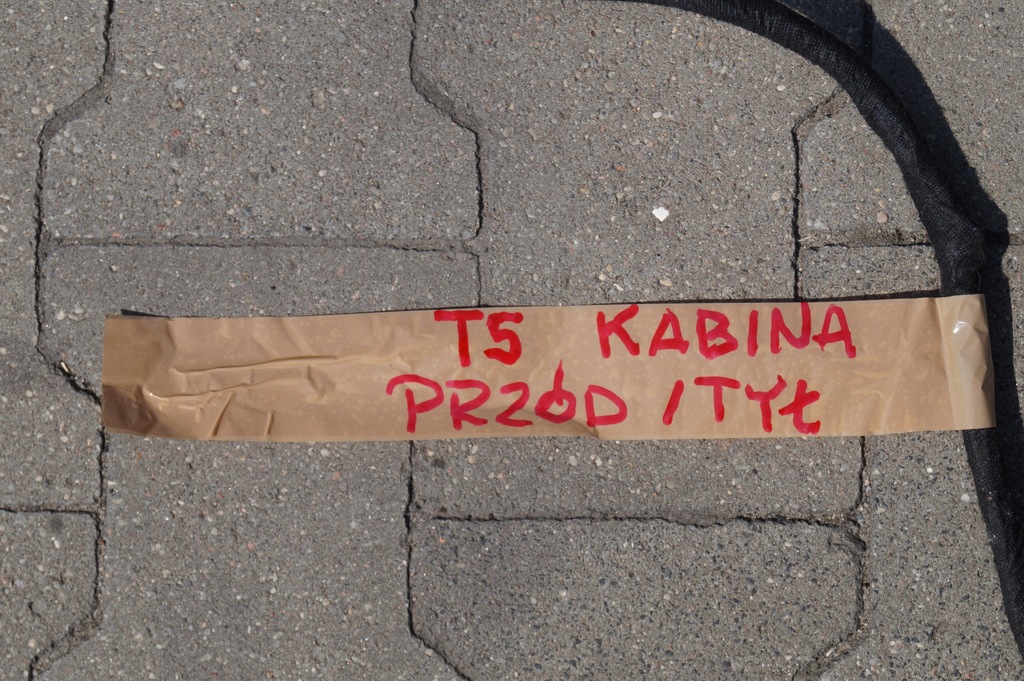 T5 KABINA
PRZÓD / TYŁ